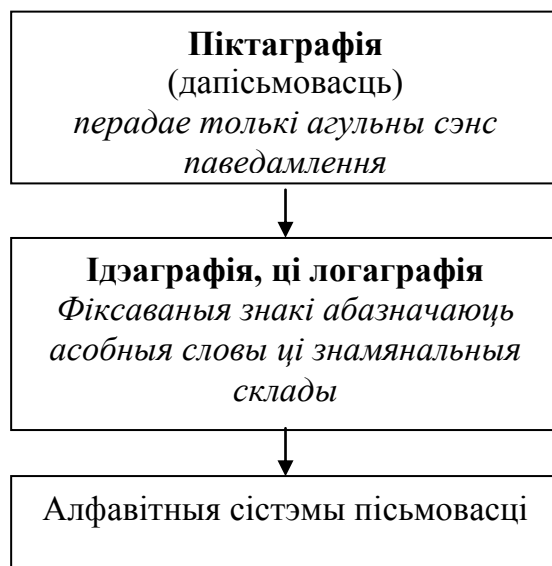 Піктаграфія
(дапісьмовасць)
перадае толькі агульны сэнс
паведамлення
Ідэаграфія, ці логаграфія
Фіксаваныя знакі абазначаюць
асобныя словы ці знамянальныя
склады
Алфавітныя сістэмы пісьмовасці